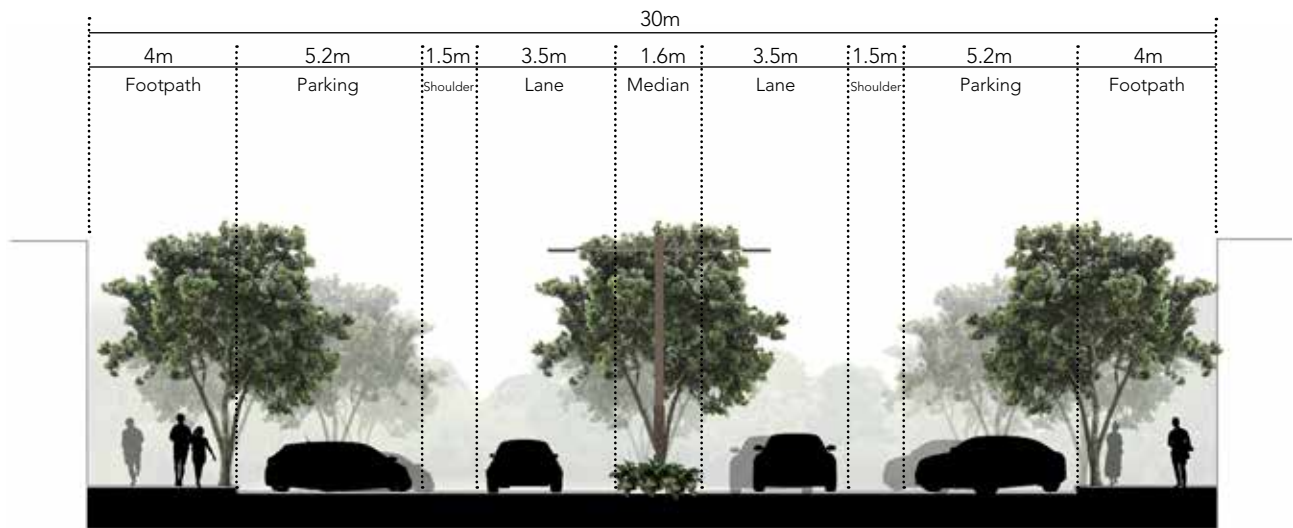 30m
4m 5.2m 1.5m 3.5m 1.6m 3.5m 1.5m 5.2m 4m
Footpath Parking Shoulder Lane Median Lane Shoulder Parking Footpath